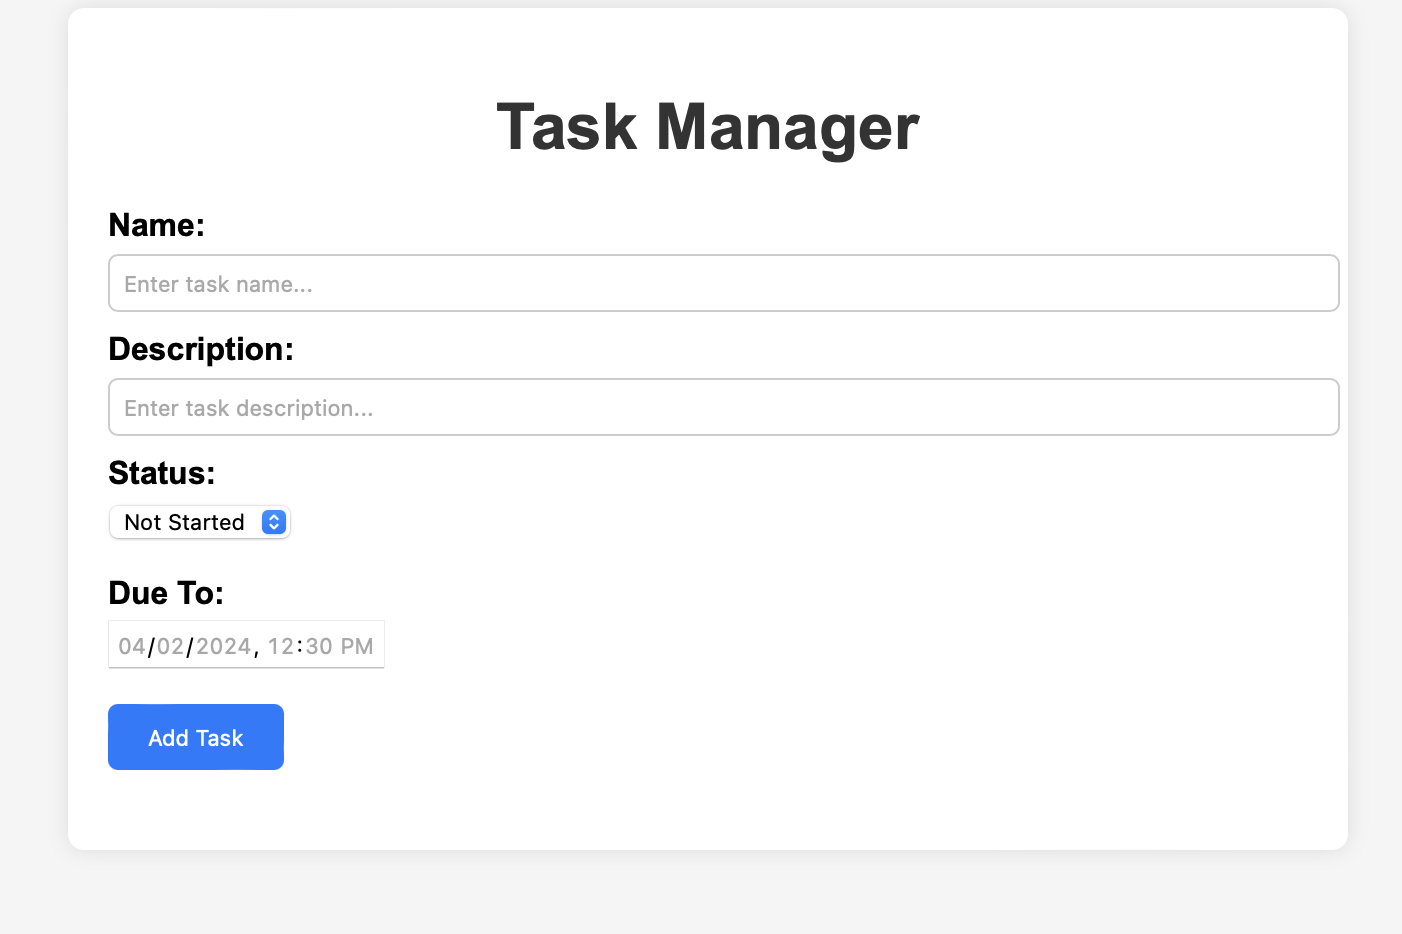 Task Manager
Name:
Enter task name...
Description:
Enter task description...
Status:
Not Started
Due To:
04/02/2024, 12:30 PM
Add Task